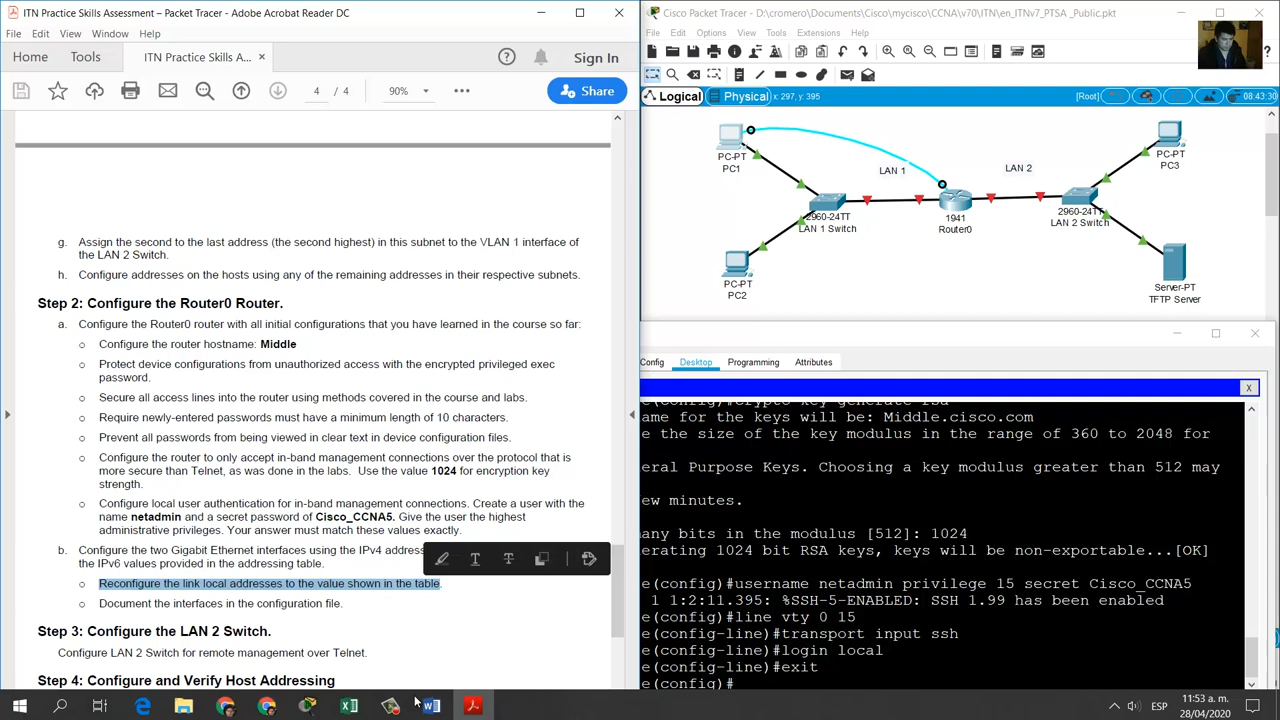 ITN Practice Skills Assessment – Packet Tracer - Adobe Acrobat Reader DC
File Edit View Window Help
Home Tools ITN Practice Skills A... × Sign In
4 / 4 90% Share
g. Assign the second to the last address (the second highest) in this subnet to the VLAN 1 interface of
the LAN 2 Switch.
h. Configure addresses on the hosts using any of the remaining addresses in their respective subnets.
Step 2: Configure the Router0 Router.
a. Configure the Router0 router with all initial configurations that you have learned in the course so far:
o Configure the router hostname: Middle
o Protect device configurations from unauthorized access with the encrypted privileged exec
password.
o Secure all access lines into the router using methods covered in the course and labs.
o Require newly-entered passwords must have a minimum length of 10 characters.
o Prevent all passwords from being viewed in clear text in device configuration files.
o Configure the router to only accept in-band management connections over the protocol that is
more secure than Telnet, as was done in the labs. Use the value 1024 for encryption key
strength.
o Configure local user authentication for in-band management connections. Create a user with the
name netadmin and a secret password of Cisco_CCNA5. Give the user the highest
administrative privileges. Your answer must match these values exactly.
b. Configure the two Gigabit Ethernet interfaces using the IPv4 addres
the IPv6 values provided in the addressing table.
o Reconfigure the link local addresses to the value shown in the table.
o Document the interfaces in the configuration file.
Step 3: Configure the LAN 2 Switch.
Configure LAN 2 Switch for remote management over Telnet.
Step 4: Configure and Verify Host Addressing
Cisco Packet Tracer - D:\cromero\Documents\Cisco\mycisco\CCNA\v70\ITN\en_ITNv7_PTSA _Public.pkt
File Edit Options View Tools Extensions Help
Logical Physical x: 297, y: 395 [Root] 08:43:30
PC-PT
PC1
LAN 1
LAN 2
PC-PT
PC3
2960-24TT
LAN 1 Switch
1941
Router0
2960-24TT
LAN 2 Switch
PC-PT
PC2
Server-PT
TFTP Server
Config Desktop Programming Attributes
X
e(config)#crypto key generate rsa
ame for the keys will be: Middle.cisco.com
e the size of the key modulus in the range of 360 to 2048 for
eral Purpose Keys. Choosing a key modulus greater than 512 may
ew minutes.
any bits in the modulus [512]: 1024
erating 1024 bit RSA keys, keys will be non-exportable...[OK]
e(config)#username netadmin privilege 15 secret Cisco_CCNA5
1 1:2:11.395: %SSH-5-ENABLED: SSH 1.99 has been enabled
e(config)#line vty 0 15
e(config-line)#transport input ssh
e(config-line)#login local
e(config-line)#exit
e(config)#
ESP 11:53 a. m.
28/04/2020